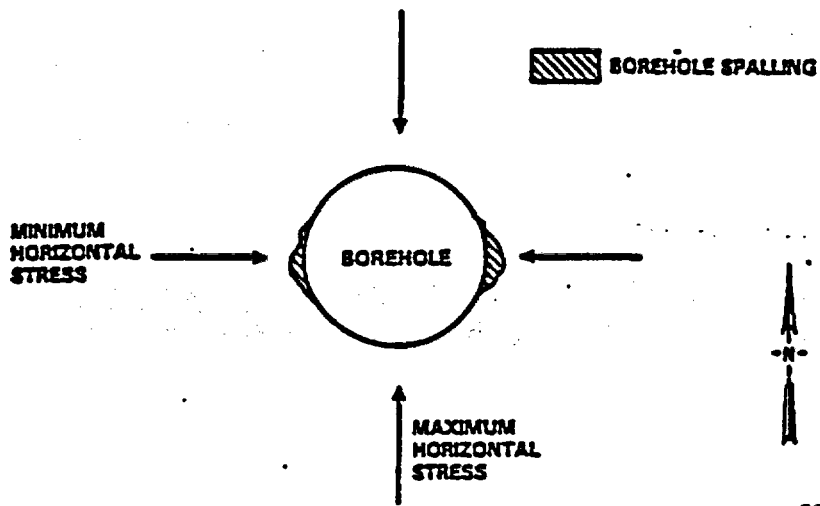 BOREHOLE SPALLING
MINIMUM
HORIZONTAL
STRESS
BOREHOLE
N
MAXIMUM
HORIZONTAL
STRESS